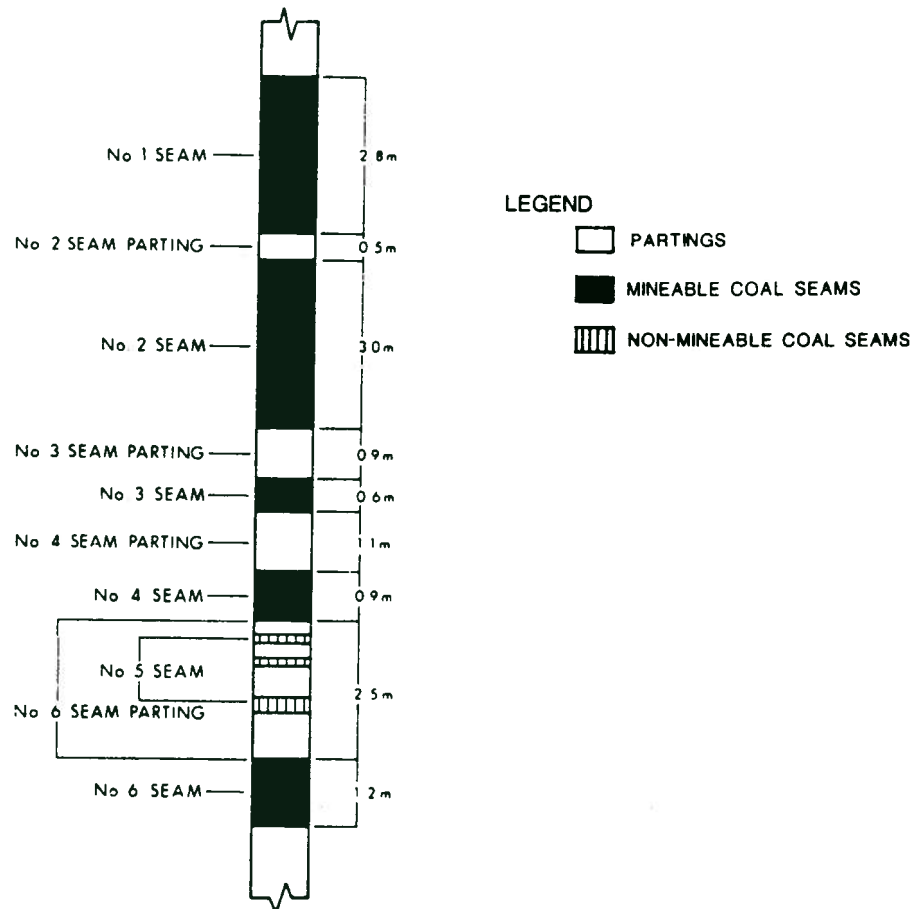 No 1 SEAM
2 8m
No 2 SEAM PARTING
0 5m
No. 2 SEAM
3 0m
No 3 SEAM PARTING
0 9m
No 3 SEAM
0 6m
No 4 SEAM PARTING
1 1m
No 4 SEAM
0 9m
No 5 SEAM
2 5m
No 6 SEAM PARTING
No 6 SEAM
1 2m
LEGEND
PARTINGS
MINEABLE COAL SEAMS
NON-MINEABLE COAL SEAMS